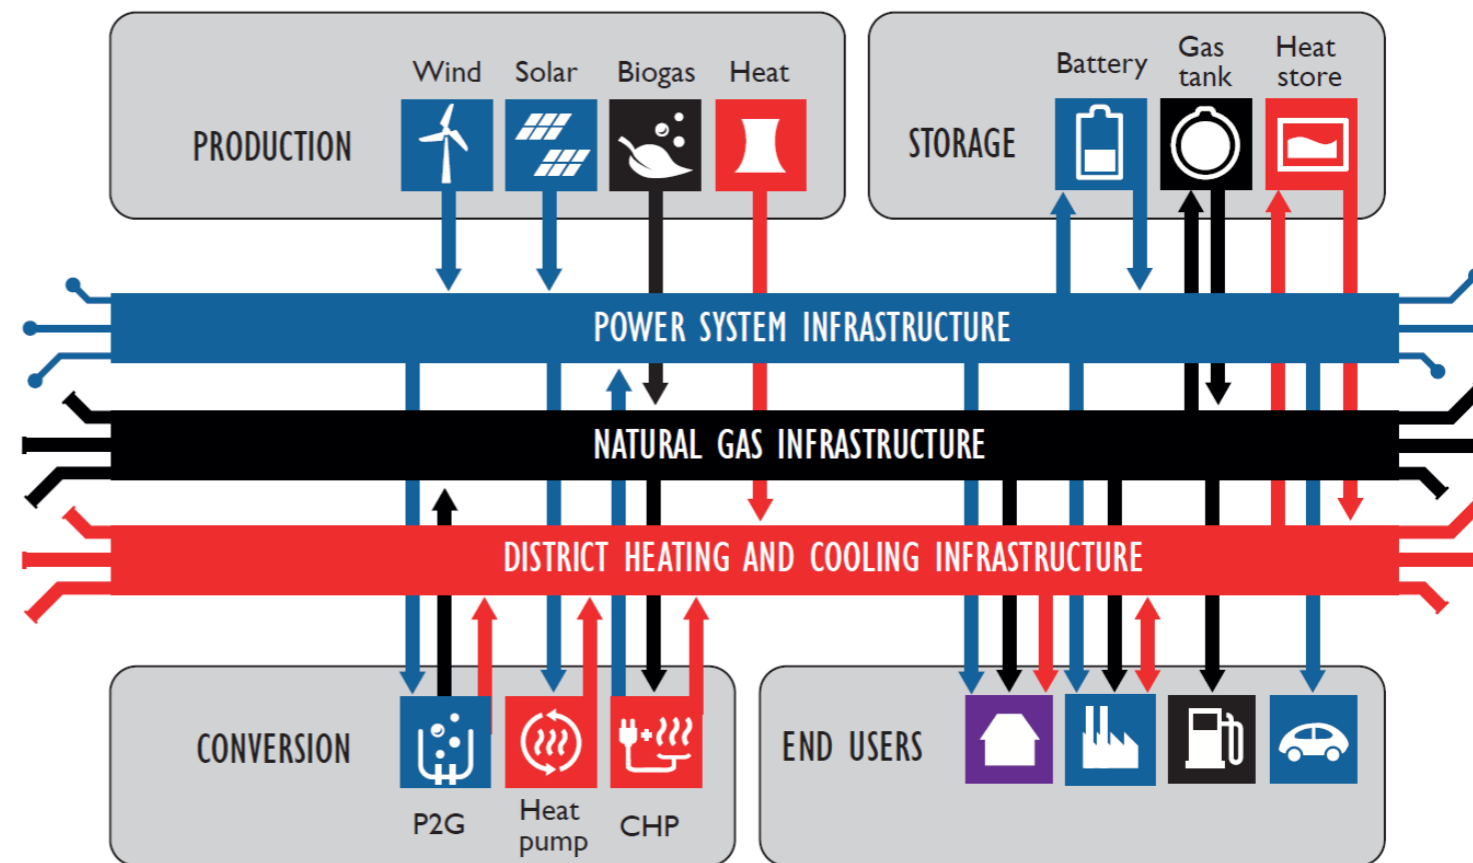 PRODUCTION
Wind
Solar
Biogas
Heat
STORAGE
Battery
Gas
tank
Heat
store
POWER SYSTEM INFRASTRUCTURE
NATURAL GAS INFRASTRUCTURE
DISTRICT HEATING AND COOLING INFRASTRUCTURE
CONVERSION
P2G
Heat
pump
CHP
END USERS